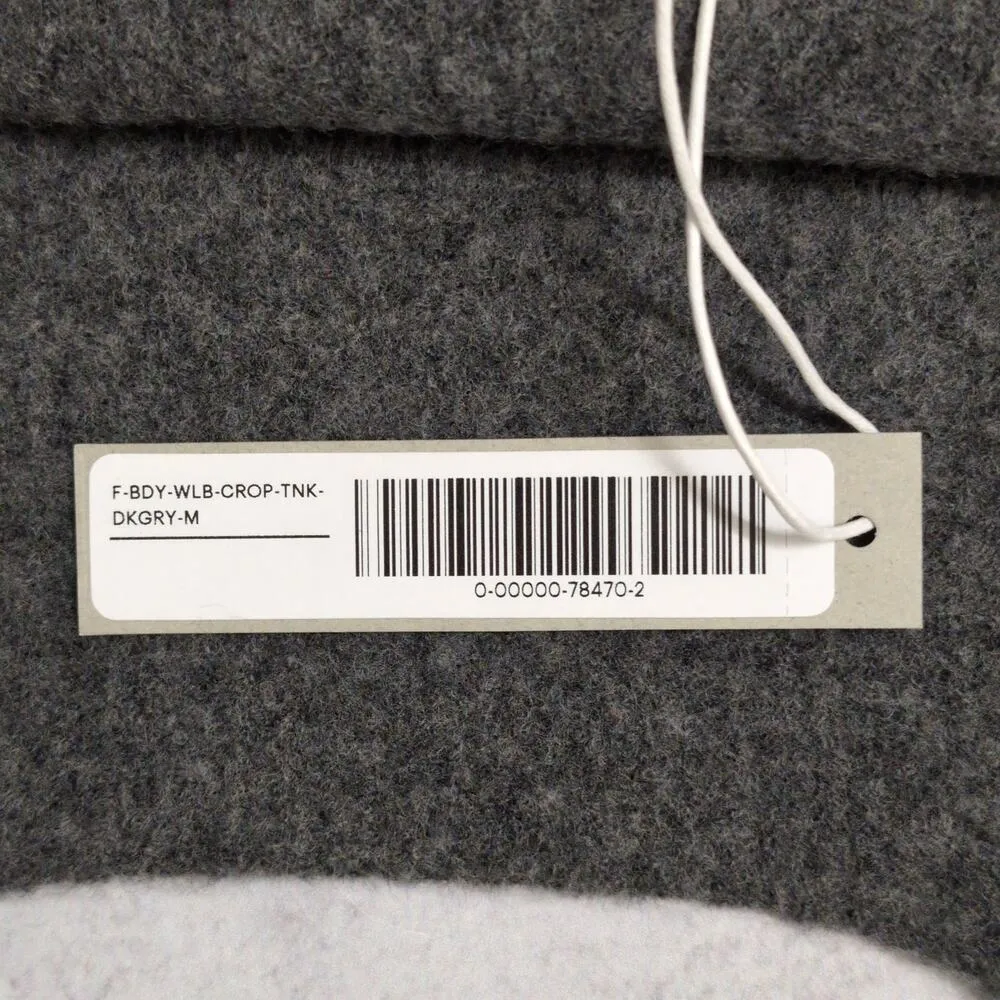 F-BDY-WLB-CROP-TNK-
DKGRY-M
0-00000-78470-2